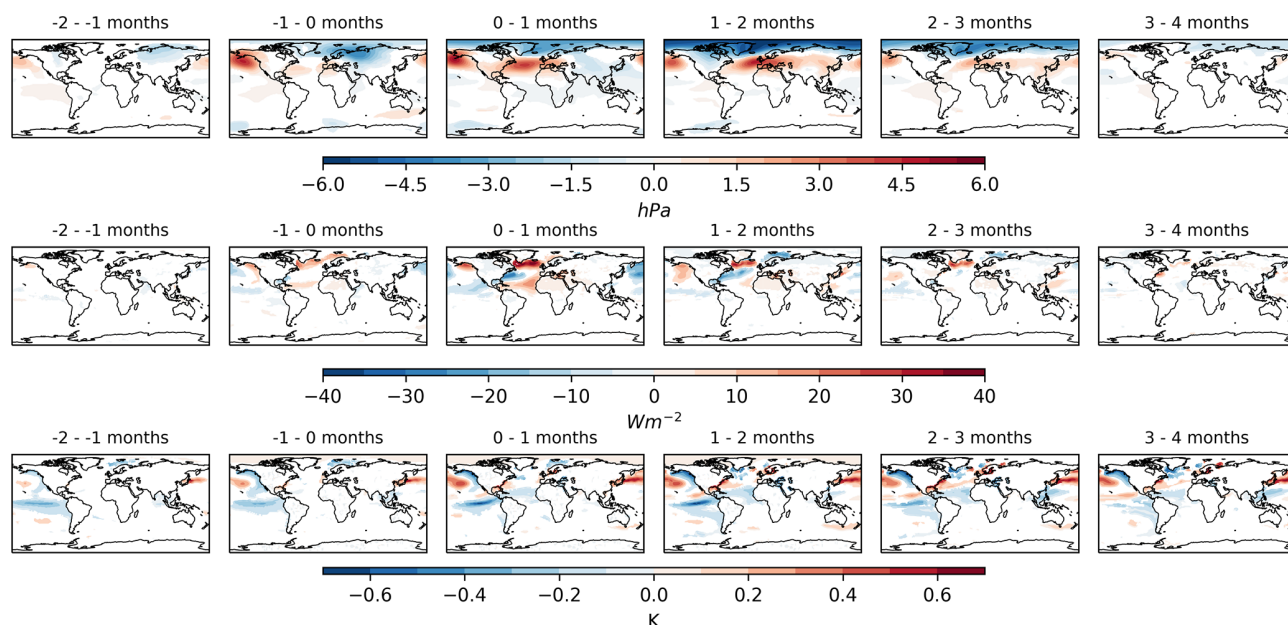 -2 - -1 months -1 - 0 months 0 - 1 months 1 - 2 months 2 - 3 months 3 - 4 months
−6.0 −4.5 −3.0 −1.5 0.0 1.5 3.0 4.5 6.0
hPa
-2 - -1 months -1 - 0 months 0 - 1 months 1 - 2 months 2 - 3 months 3 - 4 months
−40 −30 −20 −10 0 10 20 30 40
Wm⁻²
-2 - -1 months -1 - 0 months 0 - 1 months 1 - 2 months 2 - 3 months 3 - 4 months
−0.6 −0.4 −0.2 0.0 0.2 0.4 0.6
K